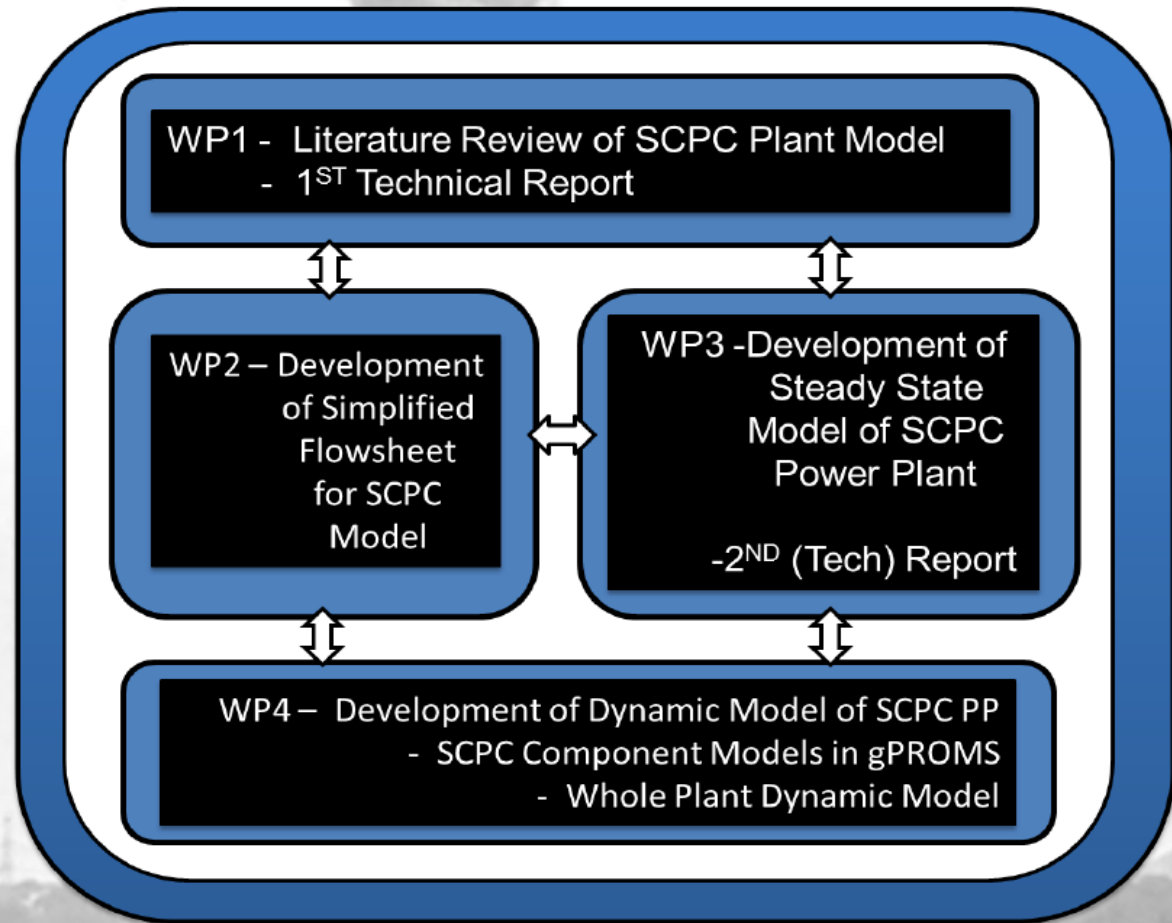 WP1 - Literature Review of SCPC Plant Model
- 1ST Technical Report
WP2 – Development
of Simplified
Flowsheet
for SCPC
Model
WP3 -Development of
Steady State
Model of SCPC
Power Plant
-2ND (Tech) Report
WP4 – Development of Dynamic Model of SCPC PP
- SCPC Component Models in gPROMS
- Whole Plant Dynamic Model